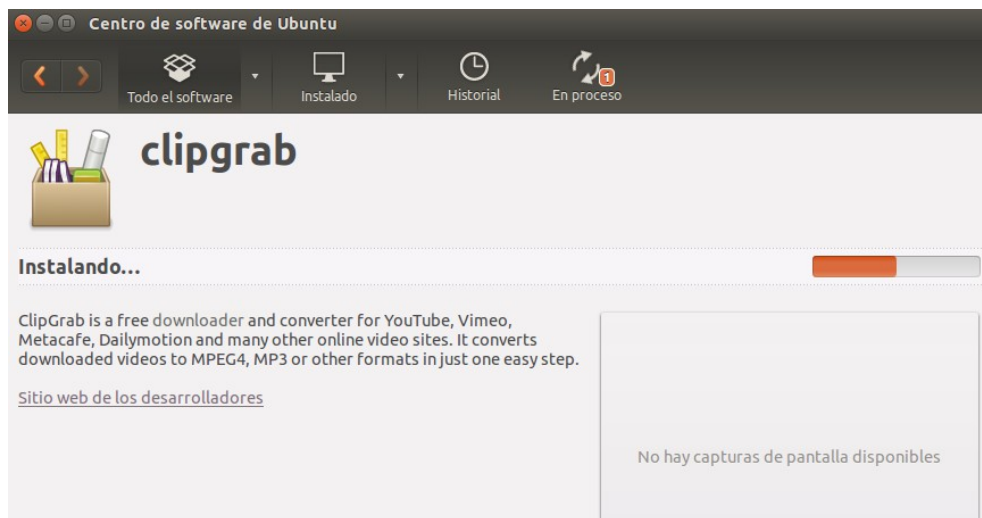 Centro de software de Ubuntu
Todo el software
Instalado
Historial
En proceso
1
clipgrab
Instalando...
ClipGrab is a free downloader and converter for YouTube, Vimeo,
Metacafe, Dailymotion and many other online video sites. It converts
downloaded videos to MPEG4, MP3 or other formats in just one easy step.
Sitio web de los desarrolladores
No hay capturas de pantalla disponibles